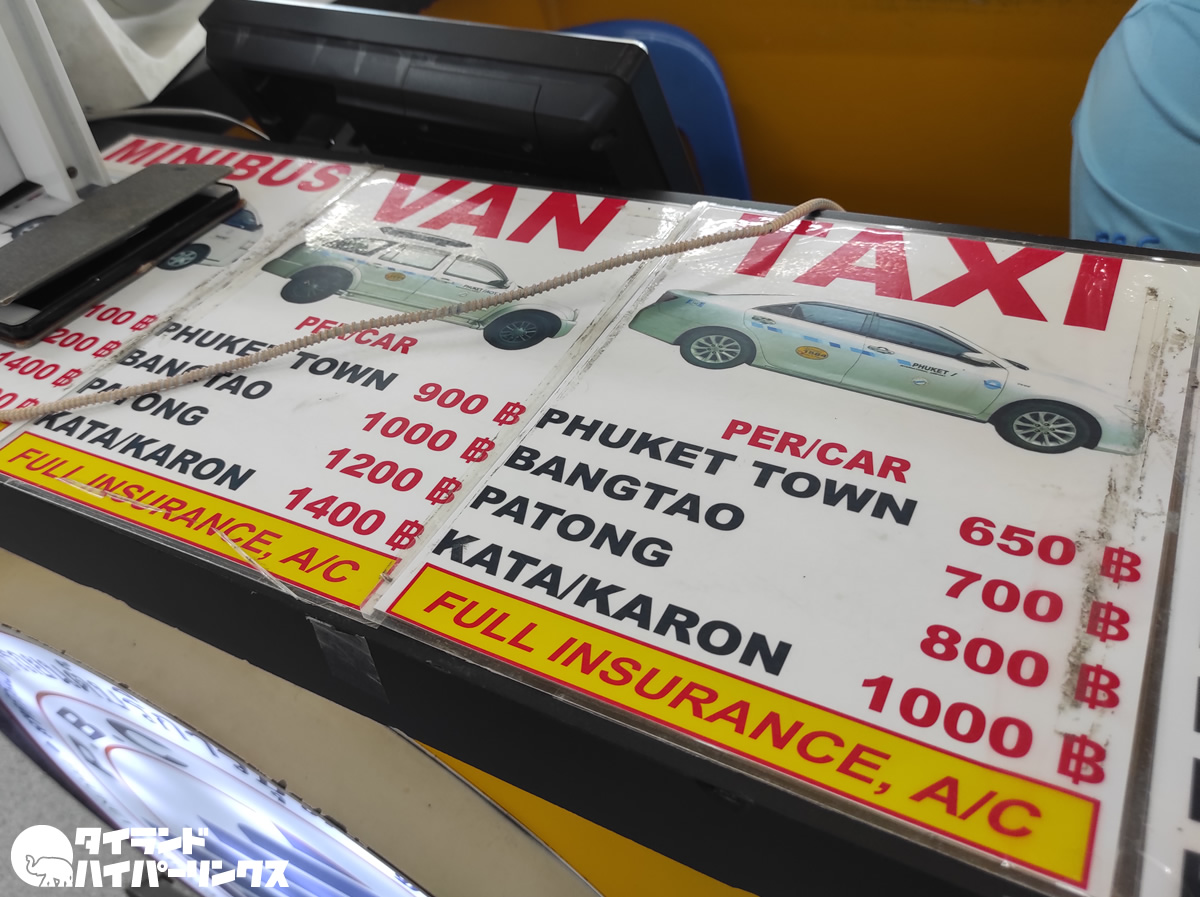 MINIBUS
VAN
PER/CAR
PHUKET TOWN 900 ฿
BANGTAO 1000 ฿
PATONG 1200 ฿
KATA/KARON 1400 ฿
FULL INSURANCE, A/C
TAXI
PHUKET
PER/CAR
PHUKET TOWN 650 ฿
BANGTAO 700 ฿
PATONG 800 ฿
KATA/KARON 1000 ฿
FULL INSURANCE, A/C
タイランド
ハイパーリンクス